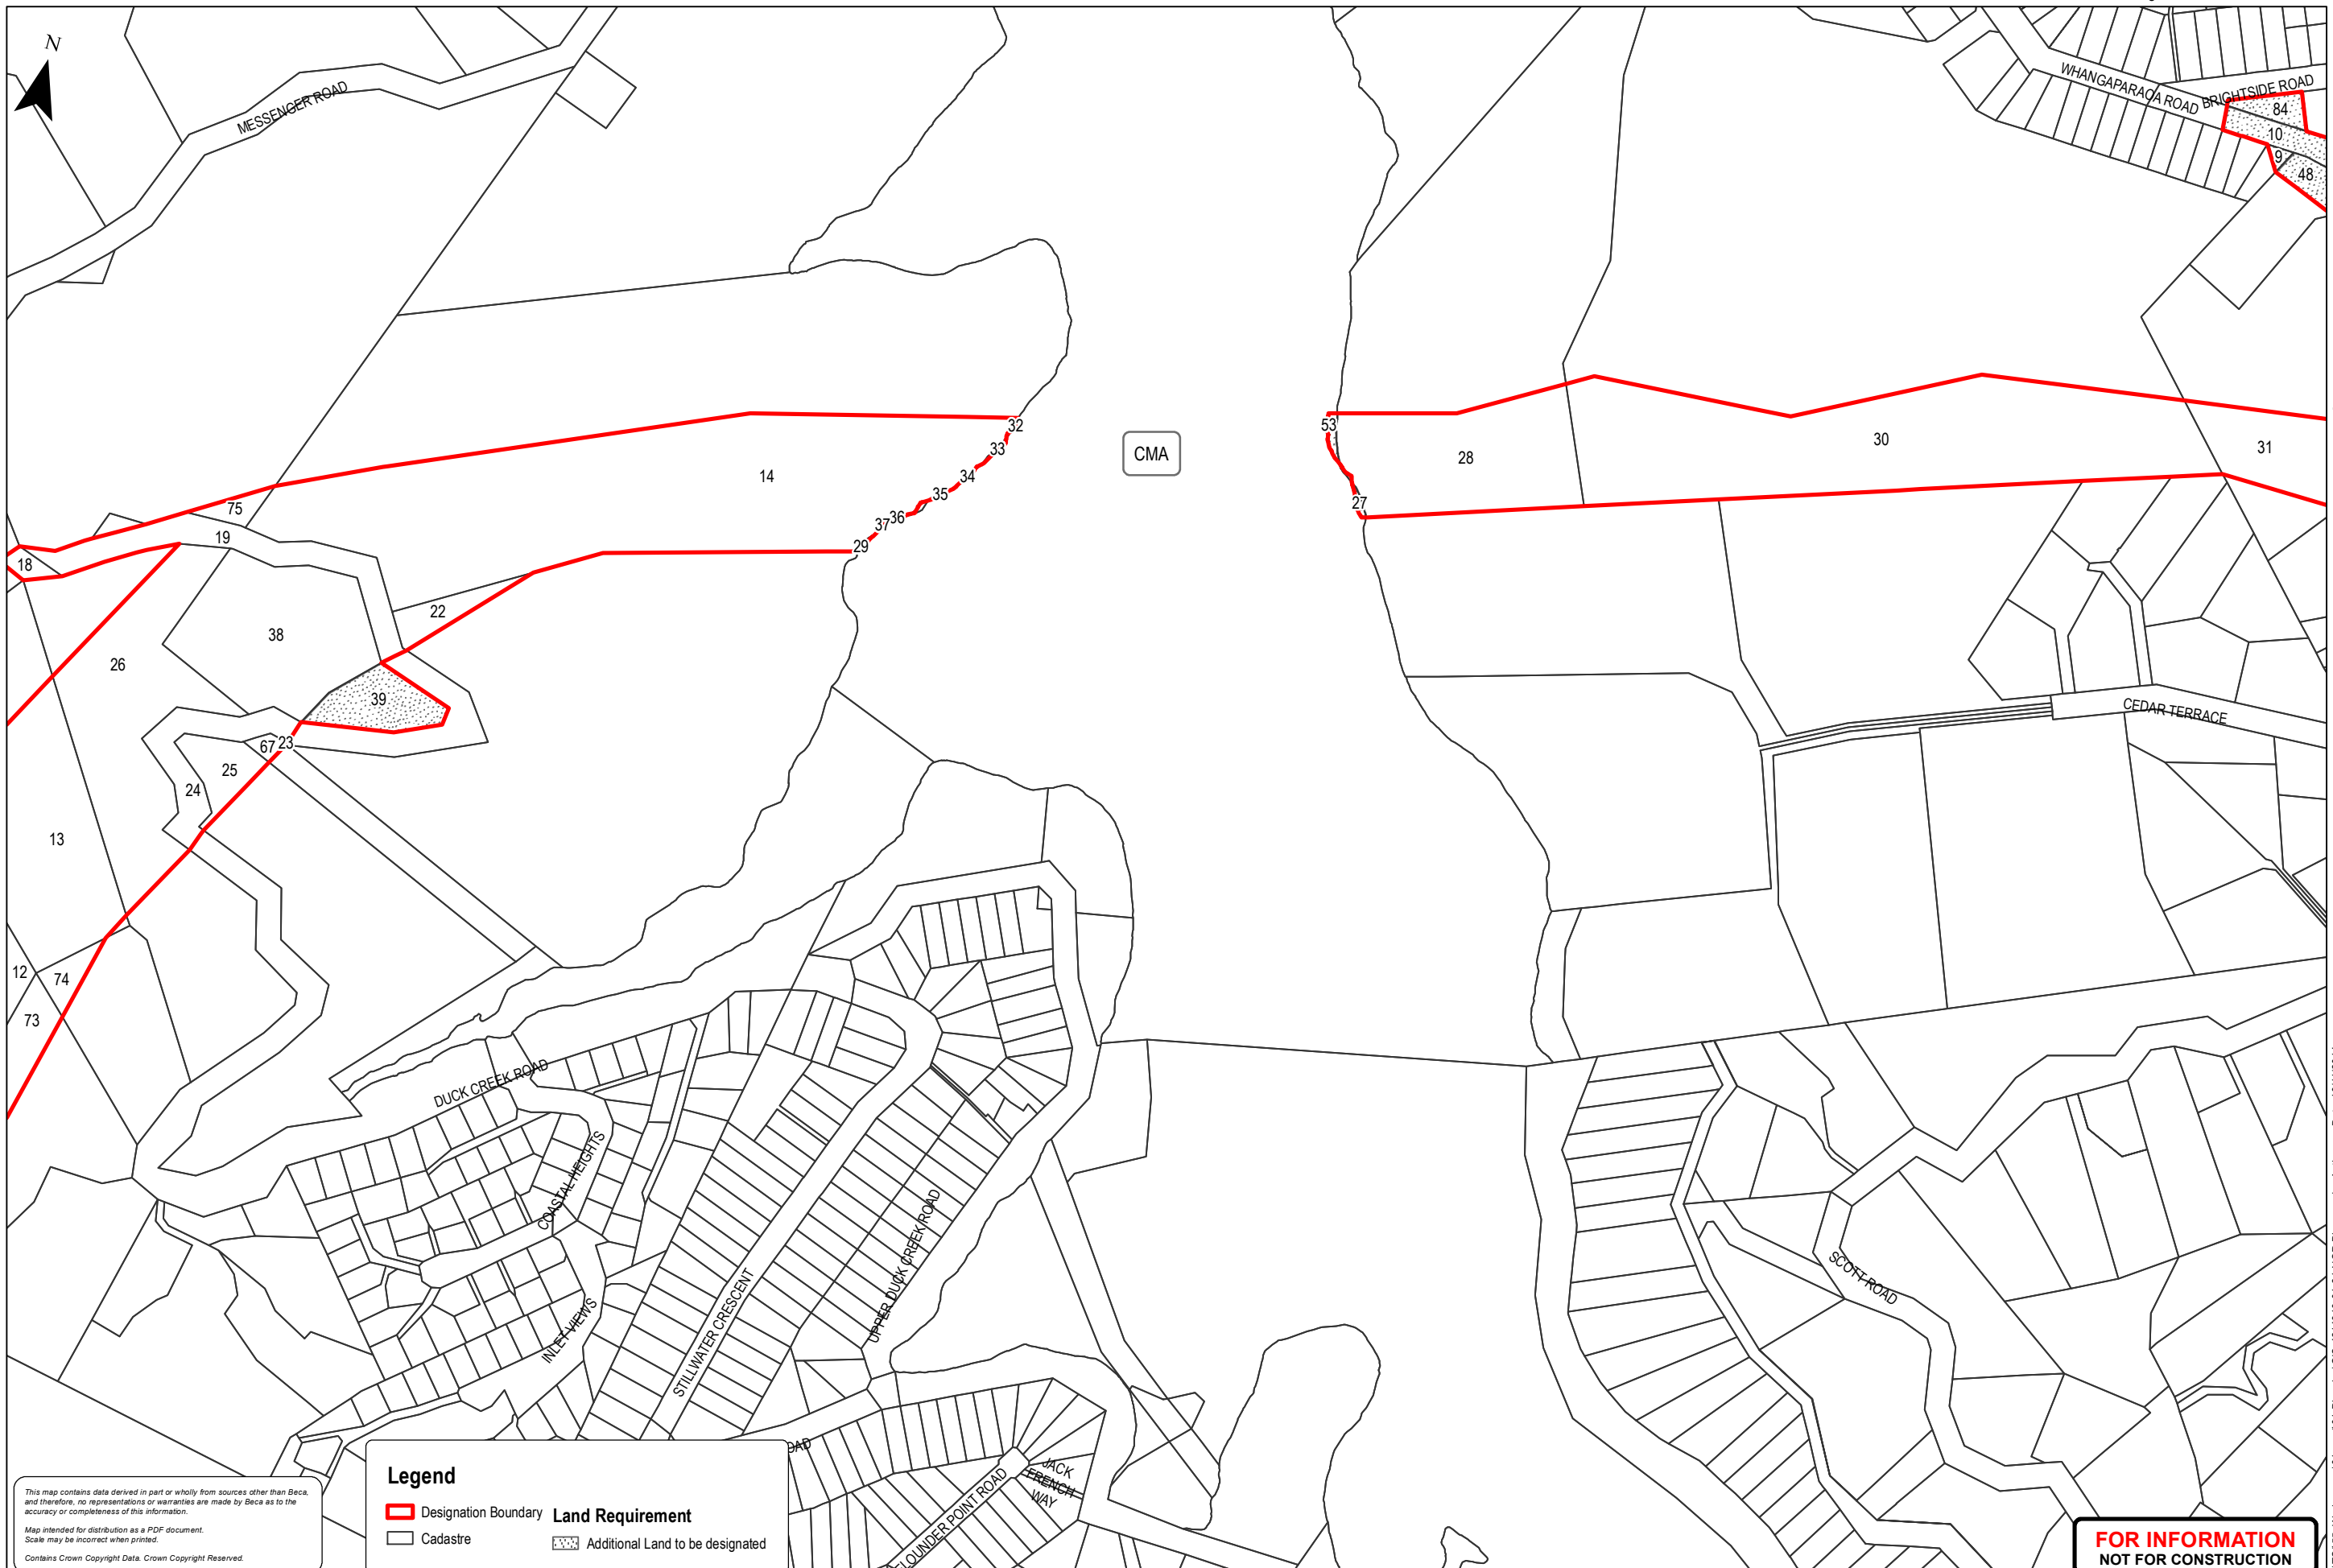 N
MESSENGER ROAD
WHANGAPARAOA ROAD
BRIGHTSIDE ROAD
84
10
9
48
32
53
33
CMA
28
30
31
14
34
35
27
75
36
37
19
29
18
22
38
26
39
CEDAR TERRACE
67
23
25
24
13
12
74
73
DUCK CREEK ROAD
COASTAL HEIGHTS
UPPER DUCK CREEK ROAD
SCOTT ROAD
INLET VIEWS
STILLWATER CRESCENT
JACK
FRENCH
WAY
FLOUNDER POINT ROAD
This map contains data derived in part or wholly from sources other than Beca,
and therefore, no representations or warranties are made by Beca as to the
accuracy or completeness of this information.
Map intended for distribution as a PDF document.
Scale may be incorrect when printed.
Contains Crown Copyright Data. Crown Copyright Reserved.
Legend
Designation Boundary
Cadastre
Land Requirement
Additional Land to be designated
FOR INFORMATION
NOT FOR CONSTRUCTION